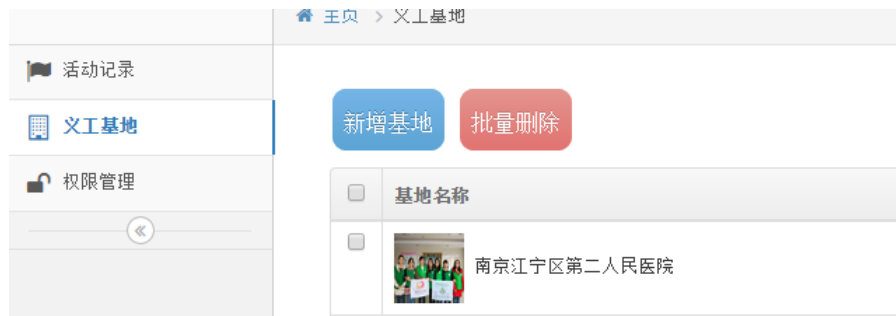 主页 > 义工基地
活动记录
义工基地
权限管理
新增基地
批量删除
基地名称
南京江宁区第二人民医院